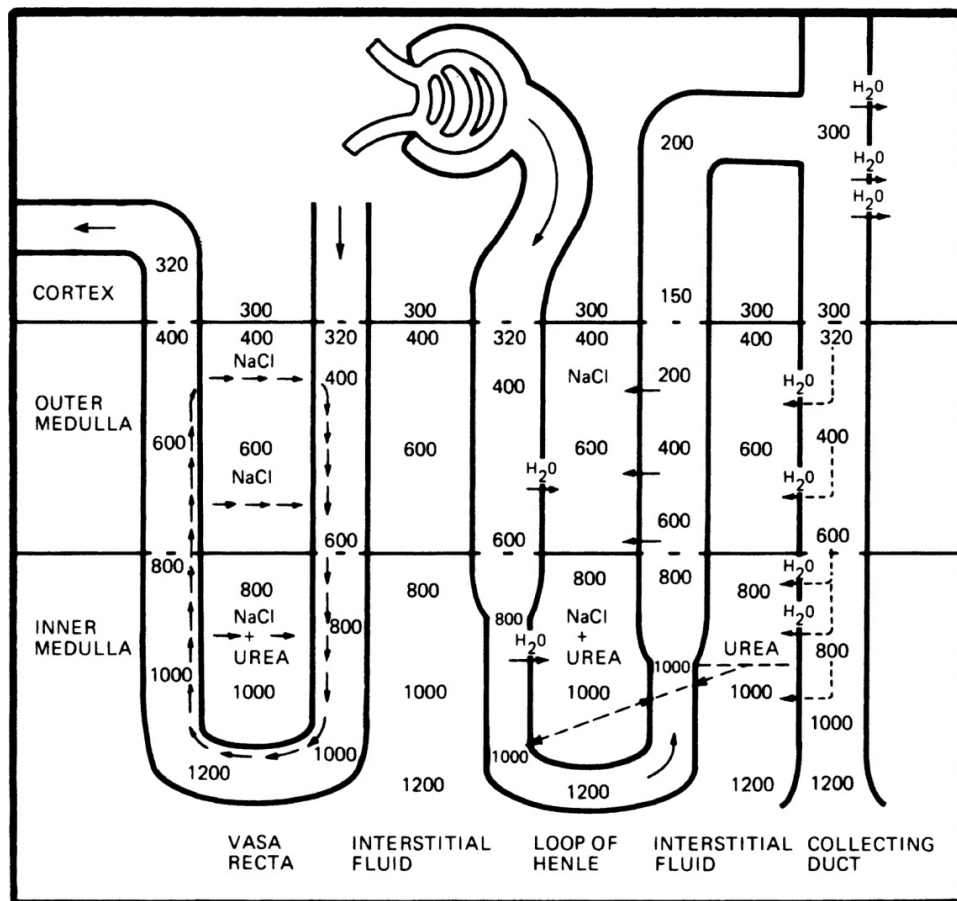 H2O
200
300
H2O
H2O
320
CORTEX
300
300
150
300
300
400
400
320
400
320
400
400
320
NaCl
400
400
NaCl
200
H2O
OUTER
MEDULLA
600
600
600
600
400
600
400
NaCl
H2O
H2O
600
600
600
600
800
800
800
800
800
800
H2O
NaCl
+
UREA
800
800
NaCl
+
UREA
H2O
H2O
INNER
MEDULLA
UREA
800
1000
1000
1000
1000
1000
1000
1000
1000
1000
1200
1200
1200
1200
1200
VASA
RECTA
INTERSTITIAL
FLUID
LOOP OF
HENLE
INTERSTITIAL
FLUID
COLLECTING
DUCT